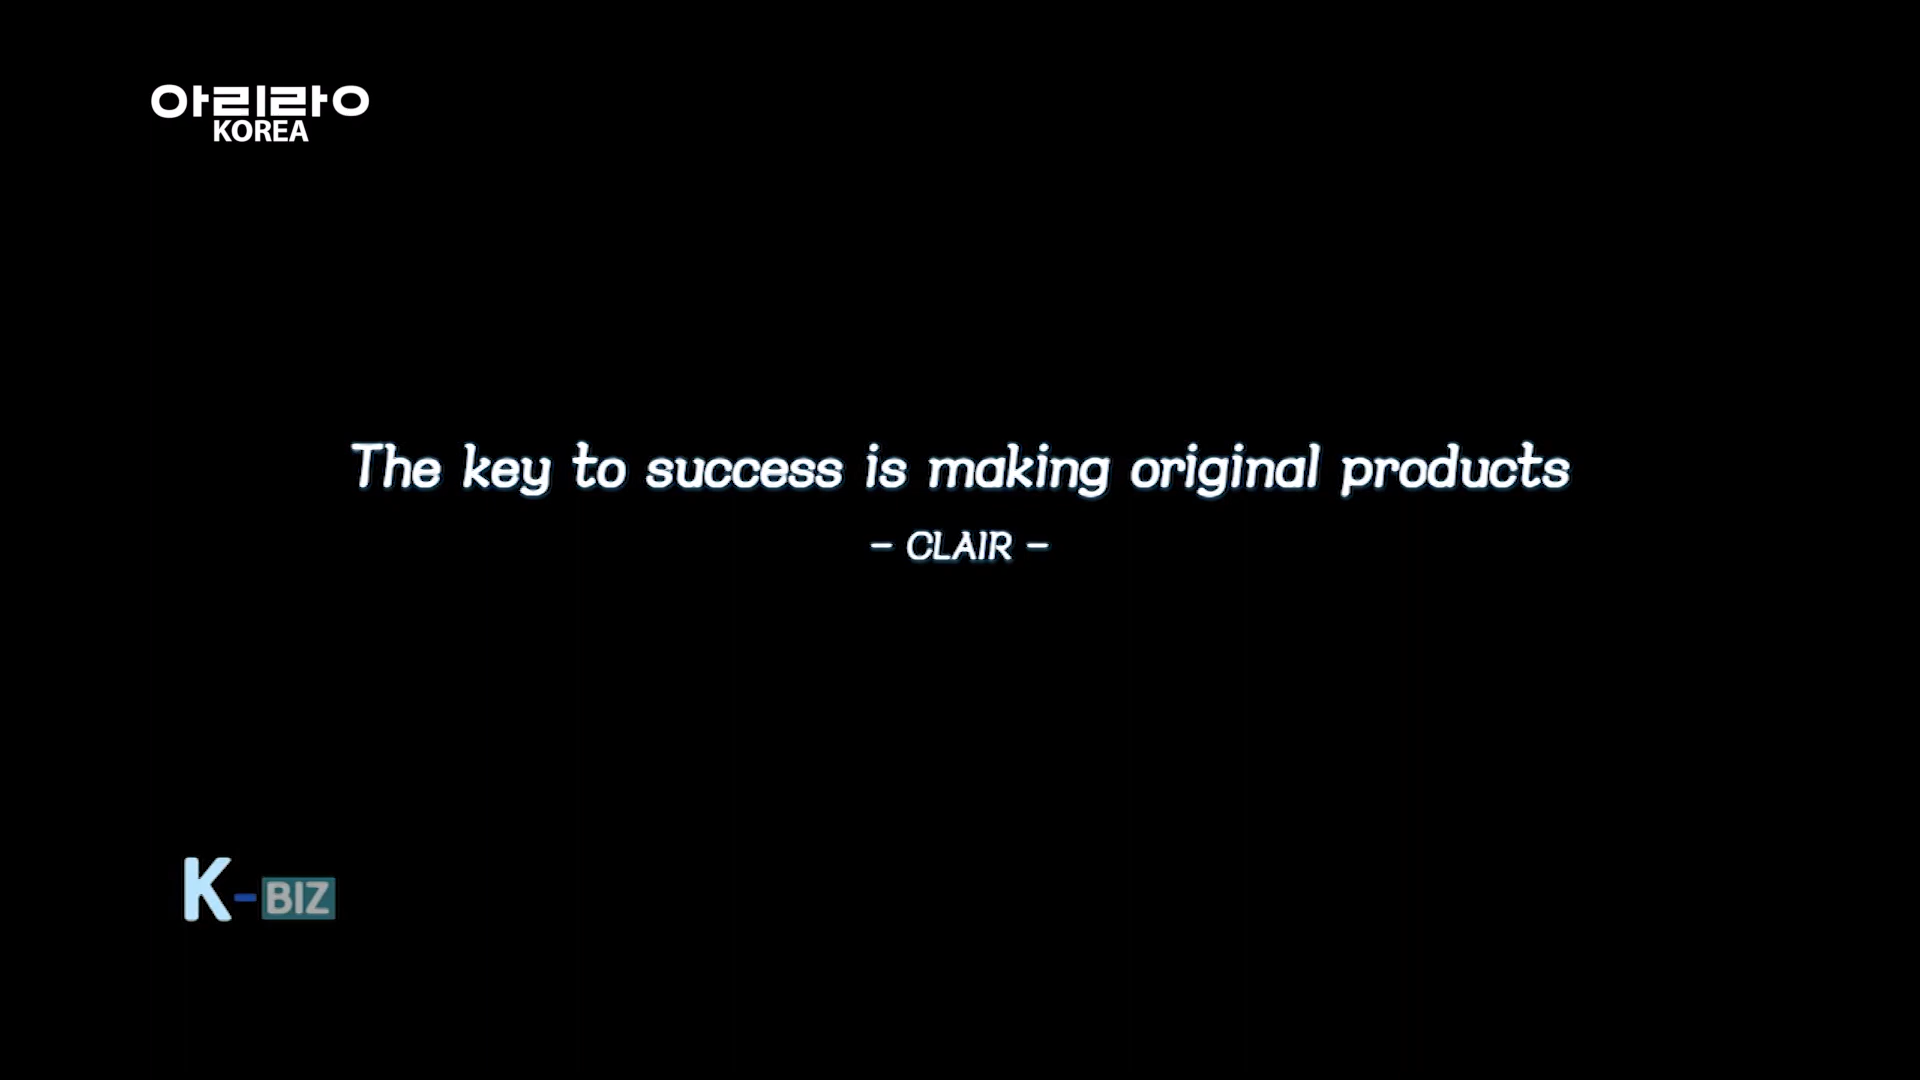 아리랑
KOREA
The key to success is making original products
- CLAIR -
K-BIZ